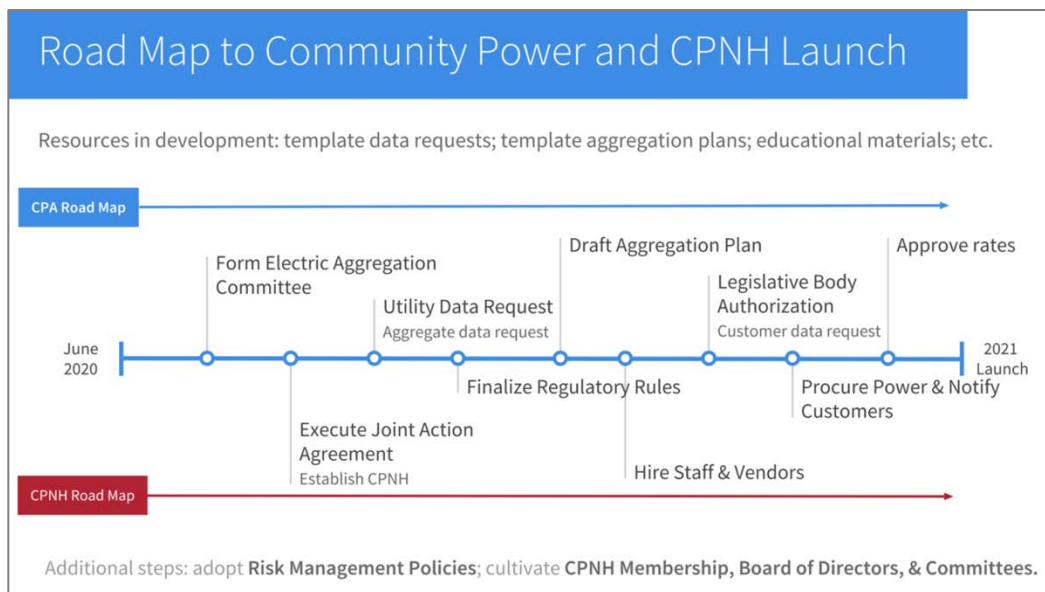 Road Map to Community Power and CPNH Launch
Resources in development: template data requests; template aggregation plans; educational materials; etc.
CPA Road Map
Form Electric Aggregation
Committee
Utility Data Request
Aggregate data request
Draft Aggregation Plan
Legislative Body
Authorization
Customer data request
Approve rates
June
2020
2021
Launch
Execute Joint Action
Agreement
Establish CPNH
Finalize Regulatory Rules
Hire Staff & Vendors
Procure Power & Notify
Customers
CPNH Road Map
Additional steps: adopt Risk Management Policies; cultivate CPNH Membership, Board of Directors, & Committees.